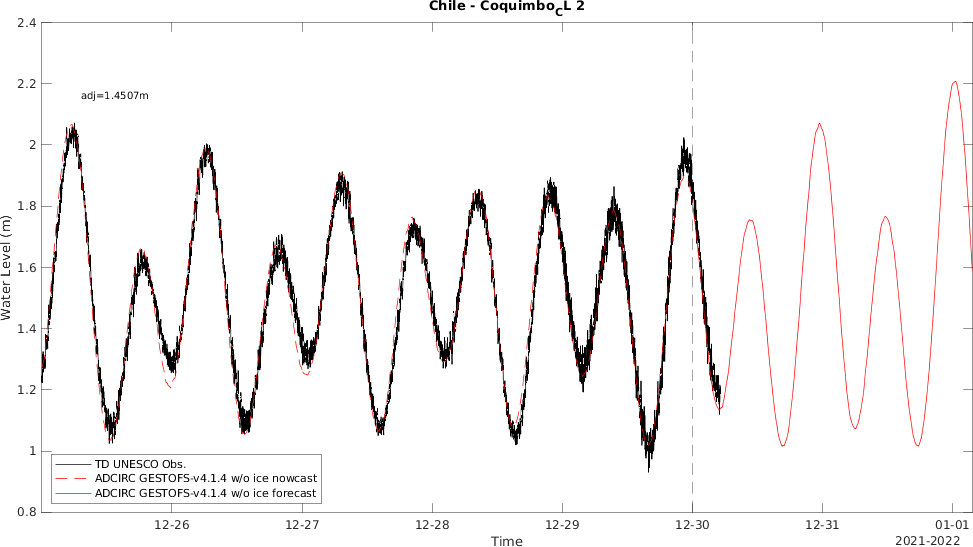 Chile - Coquimbo_CL 2
2.4
2.2
2
1.8
1.6
1.4
1.2
1
0.8
Water Level (m)
adj=1.4507m
TD UNESCO Obs.
ADCIRC GESTOFS-v4.1.4 w/o ice nowcast
ADCIRC GESTOFS-v4.1.4 w/o ice forecast
12-26
12-27
12-28
12-29
12-30
12-31
01-01
Time
2021-2022